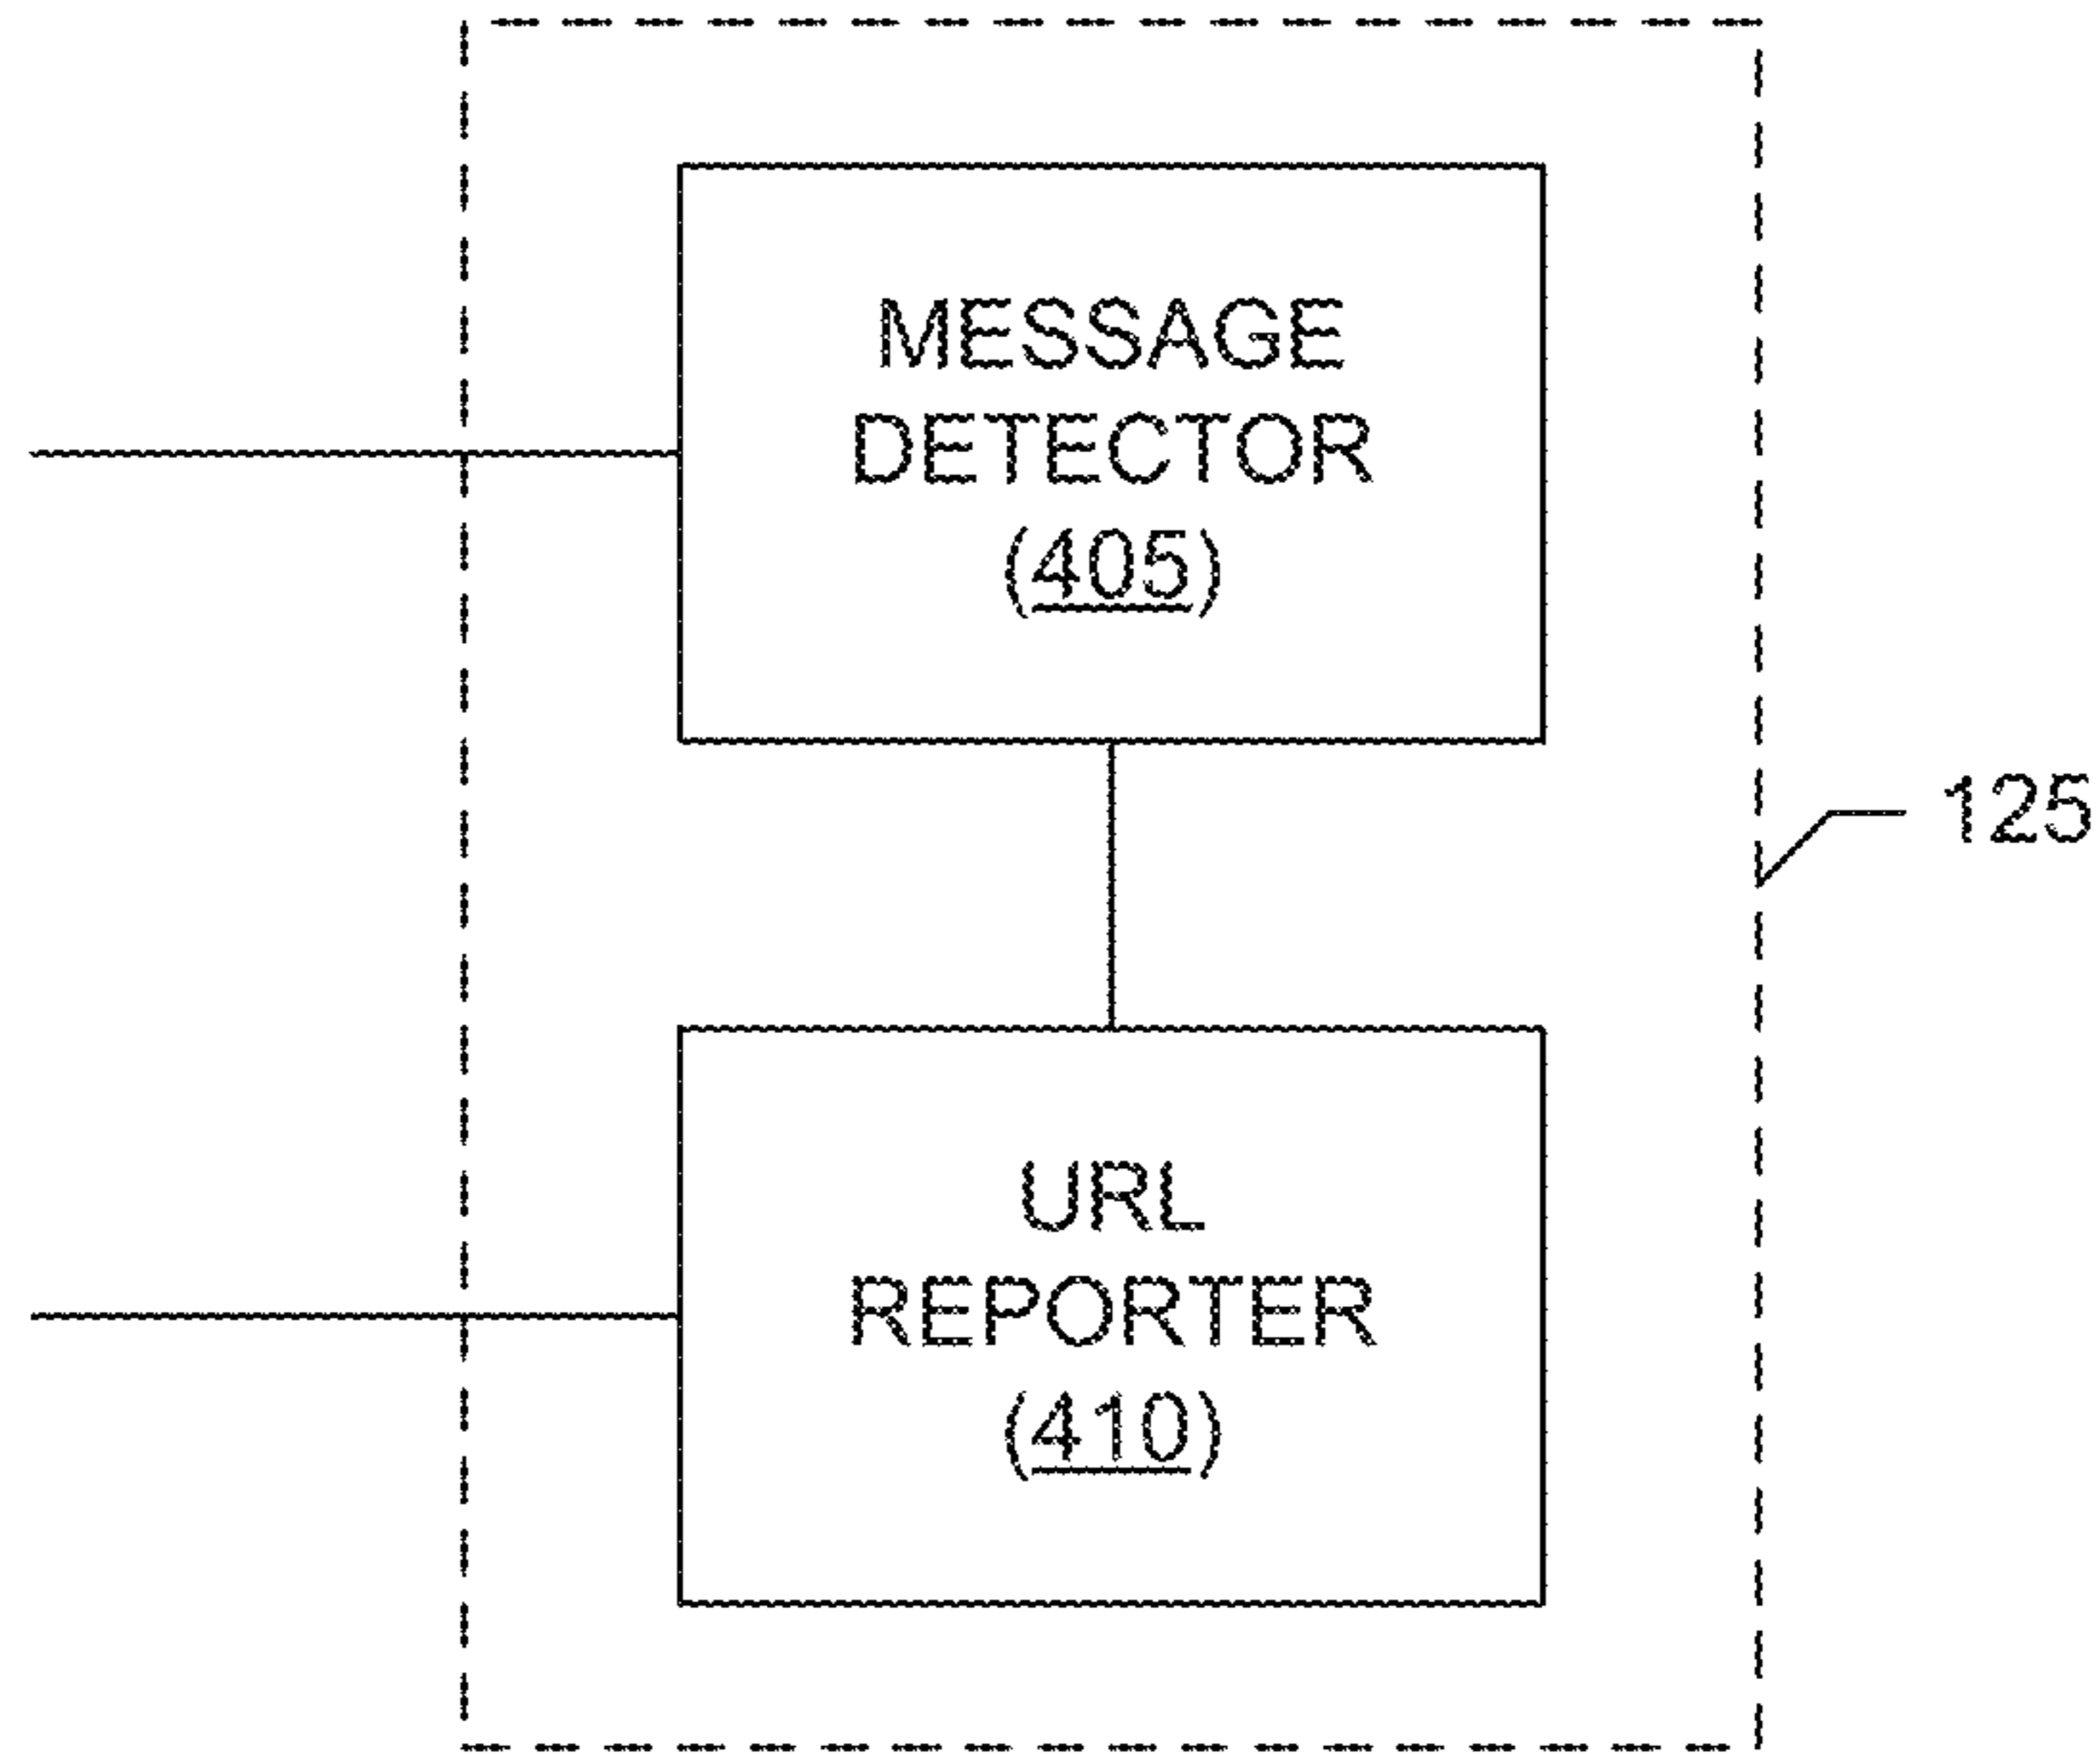 MESSAGE
DETECTOR
(405)
125
URL
REPORTER
(410)